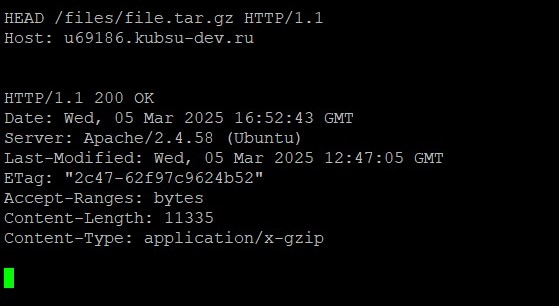 HEAD /files/file.tar.gz HTTP/1.1
Host: u69186.kubsu-dev.ru
HTTP/1.1 200 OK
Date: Wed, 05 Mar 2025 16:52:43 GMT
Server: Apache/2.4.58 (Ubuntu)
Last-Modified: Wed, 05 Mar 2025 12:47:05 GMT
ETag: "2c47-62f97c9624b52"
Accept-Ranges: bytes
Content-Length: 11335
Content-Type: application/x-gzip